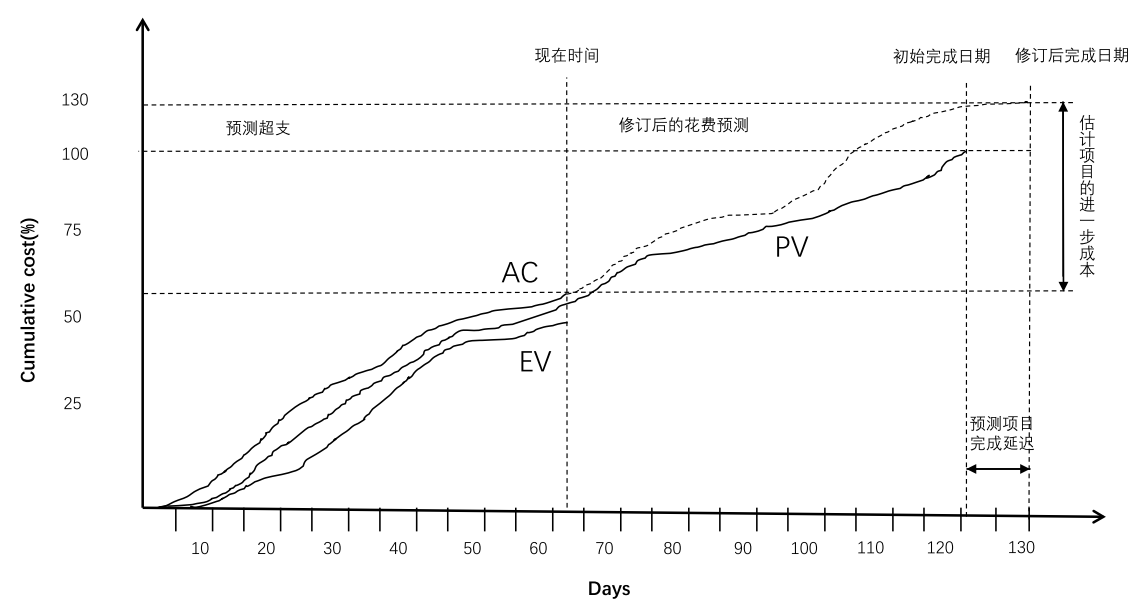 现在时间
初始完成日期
修订后完成日期
130
预测超支
修订后的花费预测
100
估计项目的进一步成本
75
PV
AC
50
EV
25
Cumulative cost(%)
预测项目
完成延迟
10 20 30 40 50 60 70 80 90 100 110 120 130
Days